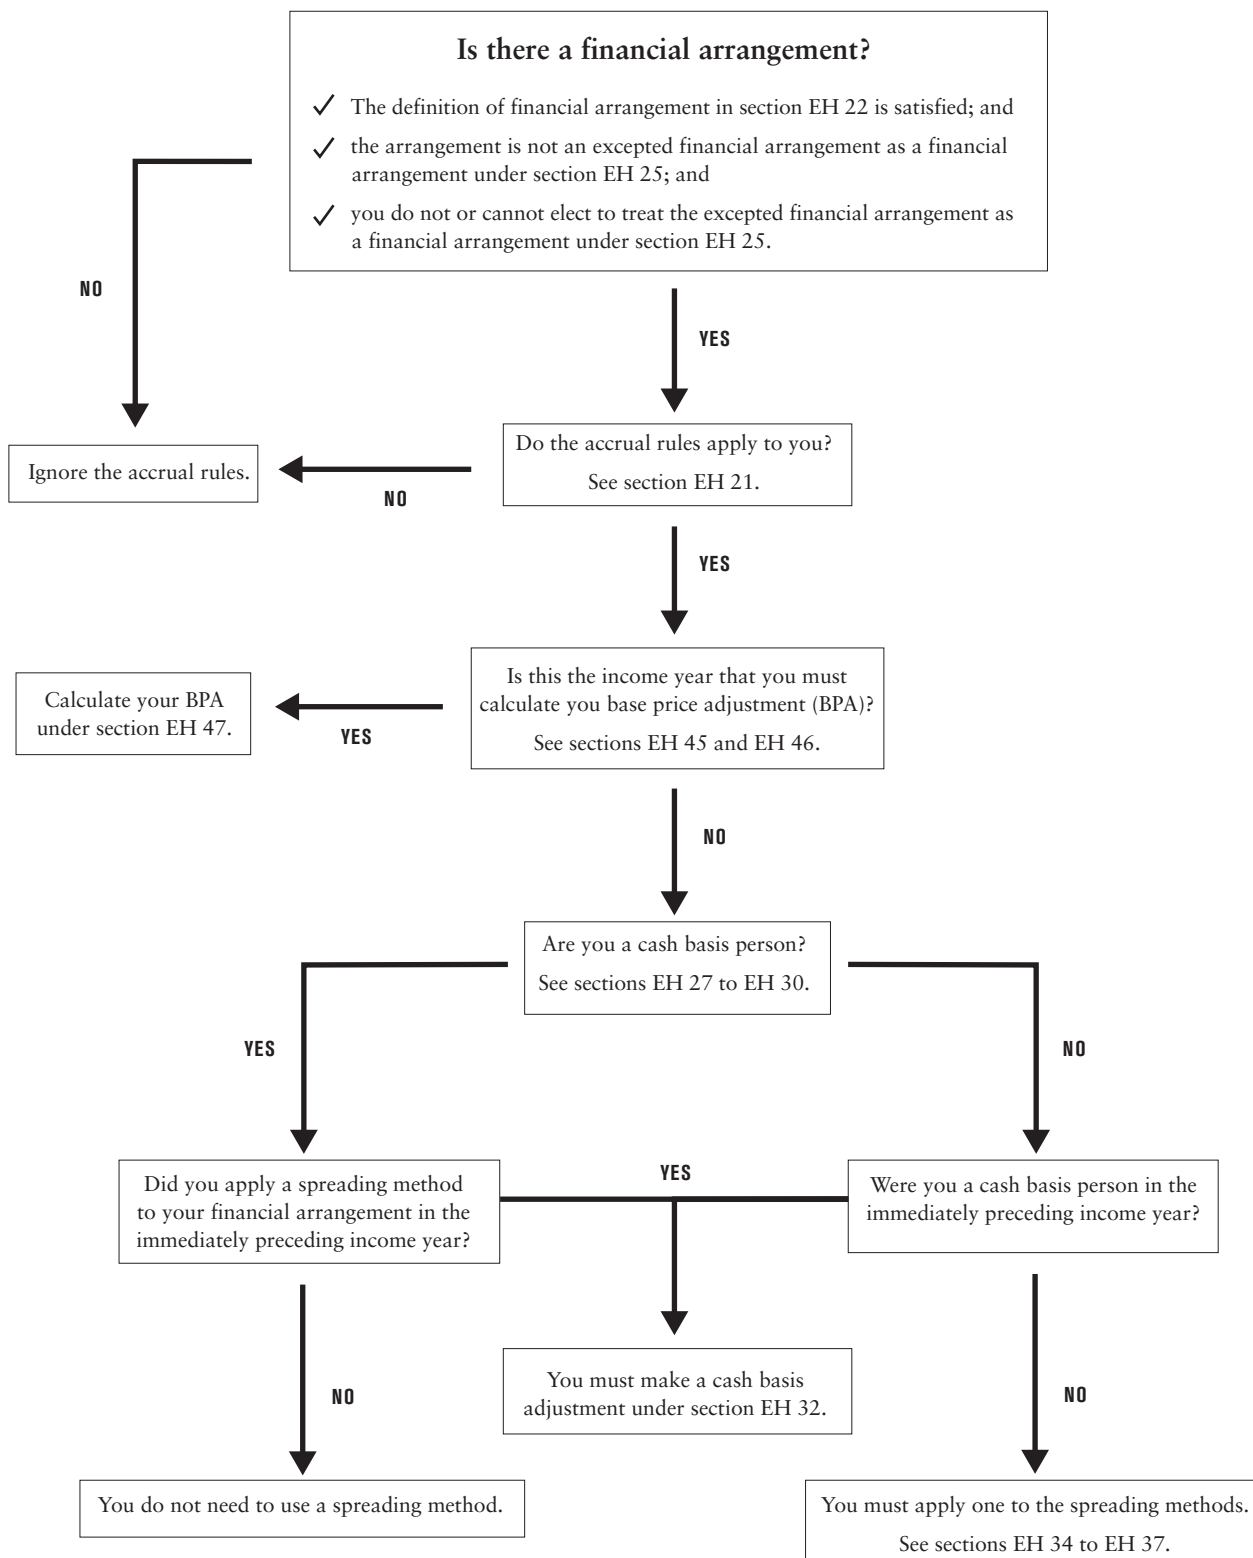 Is there a financial arrangement?
The definition of financial arrangement in section EH 22 is satisfied; and
the arrangement is not an excepted financial arrangement as a financial
arrangement under section EH 25; and
you do not or cannot elect to treat the excepted financial arrangement as
a financial arrangement under section EH 25.
NO
YES
Ignore the accrual rules.
Do the accrual rules apply to you?
See section EH 21.
NO
YES
Calculate your BPA
under section EH 47.
YES
Is this the income year that you must
calculate you base price adjustment (BPA)?
See sections EH 45 and EH 46.
NO
Are you a cash basis person?
See sections EH 27 to EH 30.
YES
NO
Did you apply a spreading method
to your financial arrangement in the
immediately preceding income year?
YES
Were you a cash basis person in the
immediately preceding income year?
NO
You must make a cash basis
adjustment under section EH 32.
NO
You do not need to use a spreading method.
You must apply one to the spreading methods.
See sections EH 34 to EH 37.